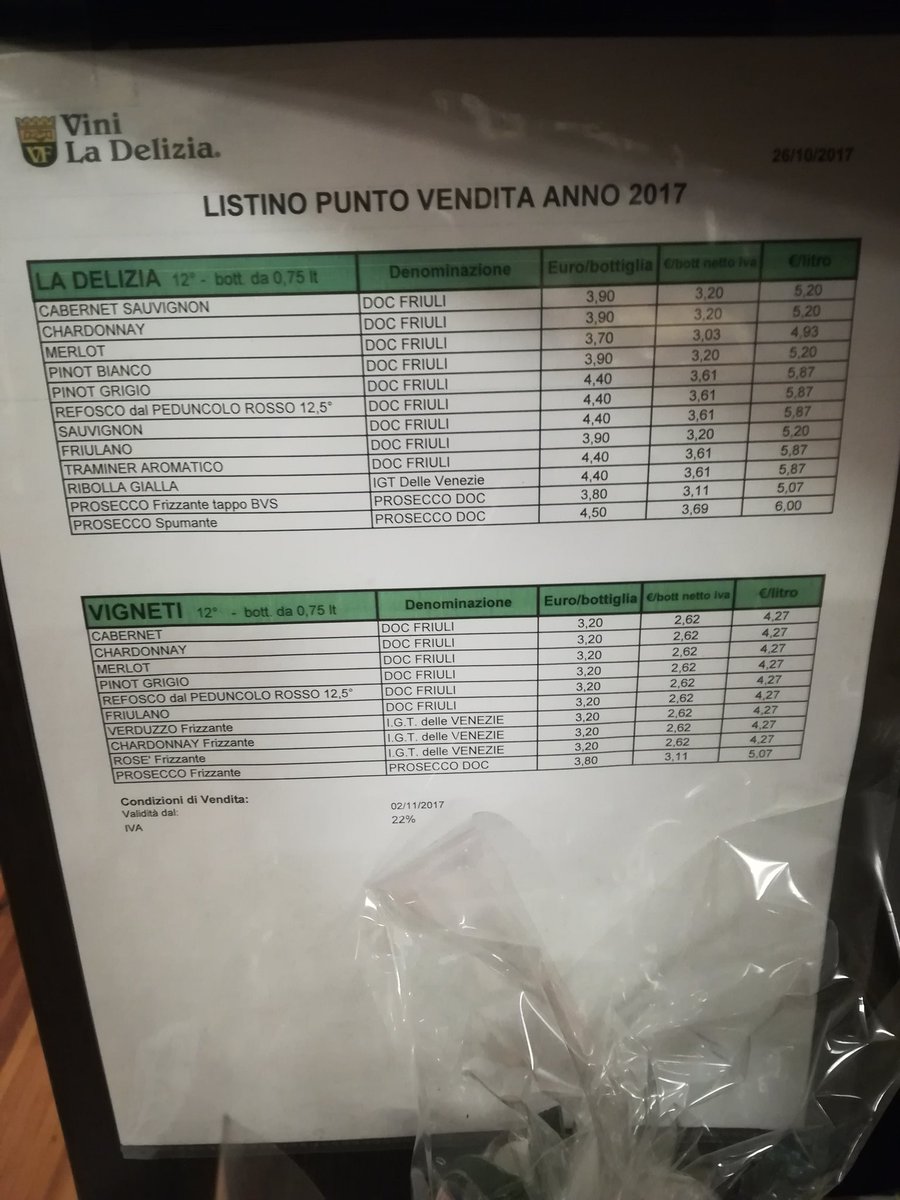 Vini
La Delizia.
VF
26/10/2017
LISTINO PUNTO VENDITA ANNO 2017
LA DELIZIA 12° - bott. da 0,75 lt Denominazione Euro/bottiglia €/bott netto iva €/litro
CABERNET SAUVIGNON DOC FRIULI 3,90 3,20 5,20
CHARDONNAY DOC FRIULI 3,90 3,20 5,20
MERLOT DOC FRIULI 3,70 3,03 4,93
PINOT BIANCO DOC FRIULI 3,90 3,20 5,20
PINOT GRIGIO DOC FRIULI 4,40 3,61 5,87
REFOSCO dal PEDUNCOLO ROSSO 12,5° DOC FRIULI 4,40 3,61 5,87
SAUVIGNON DOC FRIULI 4,40 3,61 5,87
FRIULANO DOC FRIULI 3,90 3,20 5,20
TRAMINER AROMATICO DOC FRIULI 4,40 3,61 5,87
RIBOLLA GIALLA IGT Delle Venezie 4,40 3,61 5,87
PROSECCO Frizzante tappo BVS PROSECCO DOC 3,80 3,11 5,07
PROSECCO Spumante PROSECCO DOC 4,50 3,69 6,00
VIGNETI 12° - bott. da 0,75 lt Denominazione Euro/bottiglia €/bott netto iva €/litro
CABERNET DOC FRIULI 3,20 2,62 4,27
CHARDONNAY DOC FRIULI 3,20 2,62 4,27
MERLOT DOC FRIULI 3,20 2,62 4,27
PINOT GRIGIO DOC FRIULI 3,20 2,62 4,27
REFOSCO dal PEDUNCOLO ROSSO 12,5° DOC FRIULI 3,20 2,62 4,27
FRIULANO DOC FRIULI 3,20 2,62 4,27
VERDUZZO Frizzante I.G.T. delle VENEZIE 3,20 2,62 4,27
CHARDONNAY Frizzante I.G.T. delle VENEZIE 3,20 2,62 4,27
ROSE' Frizzante I.G.T. delle VENEZIE 3,20 2,62 4,27
PROSECCO Frizzante PROSECCO DOC 3,80 3,11 5,07
Condizioni di Vendita:
Validità dal: 02/11/2017
IVA 22%